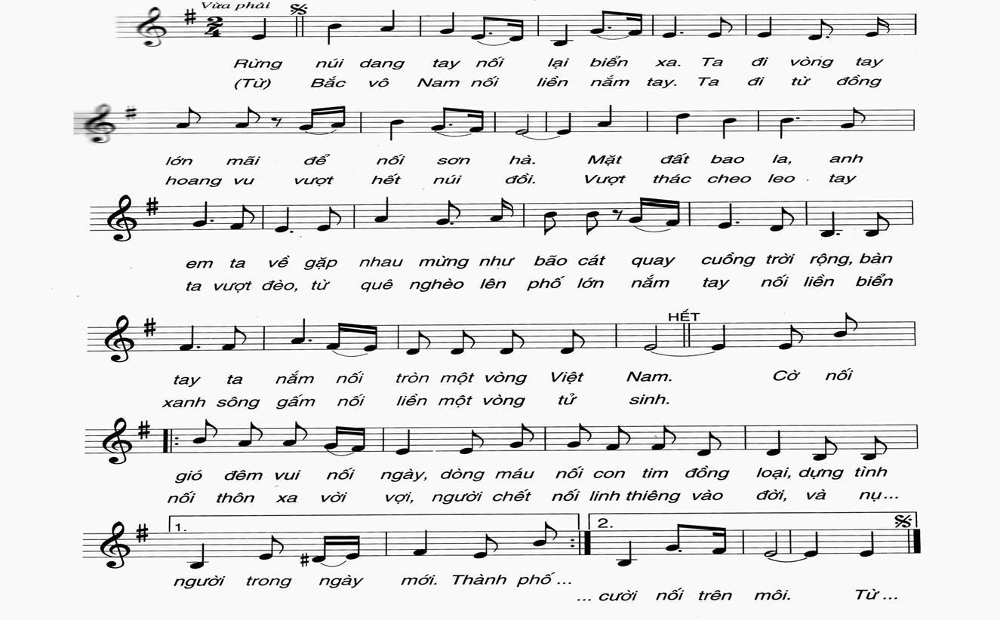 Vừa phải
2
4
Rừng núi dang tay nối lại biển xa. Ta đi vòng tay
(Từ) Bắc vô Nam nối liền nắm tay. Ta đi từ đồng
lớn mãi để nối sơn hà. Mặt đất bao la, anh
hoang vu vượt hết núi đồi. Vượt thác cheo leo tay
em ta về gặp nhau mừng như bão cát quay cuồng trời rộng, bàn
ta vượt đèo, từ quê nghèo lên phố lớn nắm tay nối liền biển
HẾT
tay ta nắm nối tròn một vòng Việt Nam. Cờ nối
xanh sông gấm nối liền một vòng tử sinh.
gió đêm vui nối ngày, dòng máu nối con tim đồng loại, dựng tình
nối thôn xa vời vợi, người chết nối linh thiêng vào đời, và nụ...
1. 2.
người trong ngày mới. Thành phố ...
... cười nối trên môi. Từ ...